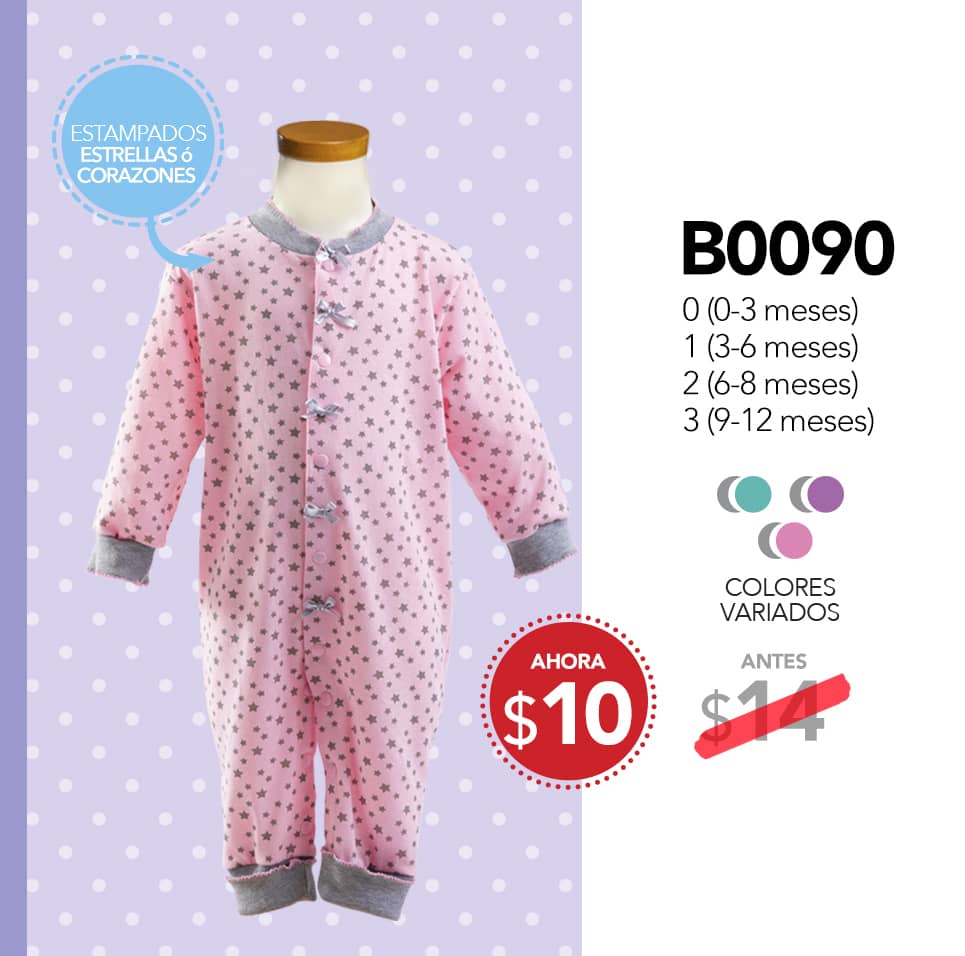 ESTAMPADOS
ESTRELLAS ó
CORAZONES
B0090
0 (0-3 meses)
1 (3-6 meses)
2 (6-8 meses)
3 (9-12 meses)
COLORES
VARIADOS
AHORA
$10
ANTES
$14